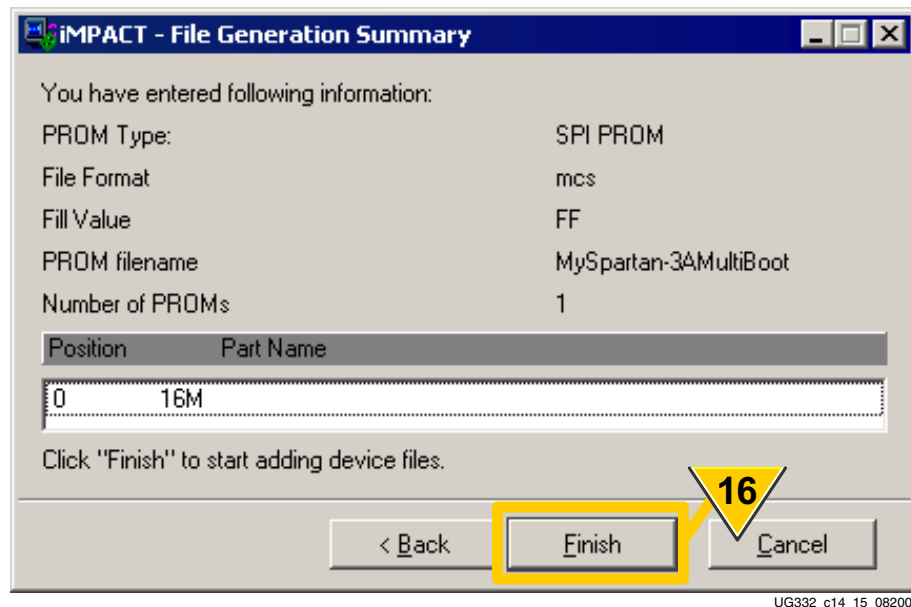 iMPACT - File Generation Summary
You have entered following information:
PROM Type: SPI PROM
File Format mcs
Fill Value FF
PROM filename MySpartan-3AMultiBoot
Number of PROMs 1
Position Part Name
0 16M
Click "Finish" to start adding device files.
16
< Back Finish Cancel
UG332_c14_15_08200